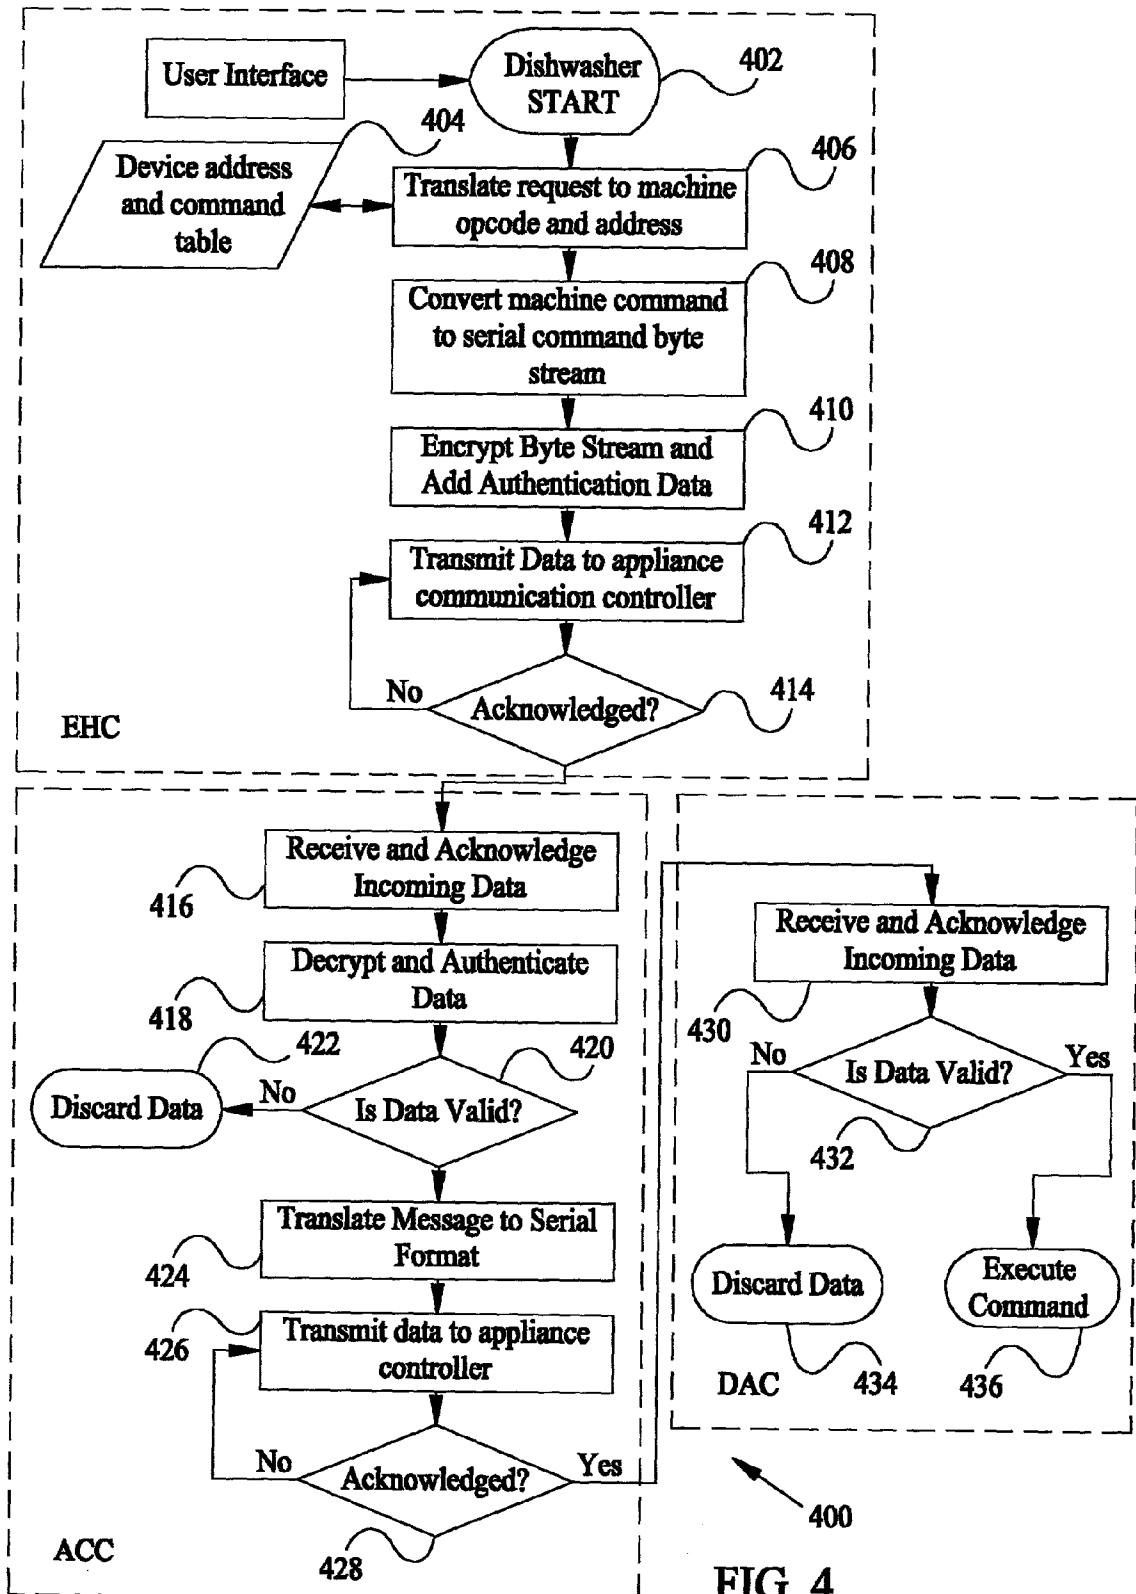 User Interface
Dishwasher
START
402
404
Device address
and command
table
406
Translate request to machine
opcode and address
408
Convert machine command
to serial command byte
stream
410
Encrypt Byte Stream and
Add Authentication Data
412
Transmit Data to appliance
communication controller
No
Acknowledged?
414
EHC
Receive and Acknowledge
Incoming Data
416
Decrypt and Authenticate
Data
418
422
420
Discard Data
No
Is Data Valid?
Translate Message to Serial
Format
424
Transmit data to appliance
controller
426
No
Acknowledged?
Yes
428
ACC
Receive and Acknowledge
Incoming Data
430
No
Is Data Valid?
Yes
432
Discard Data
Execute
Command
434
436
DAC
400
FIG. 4